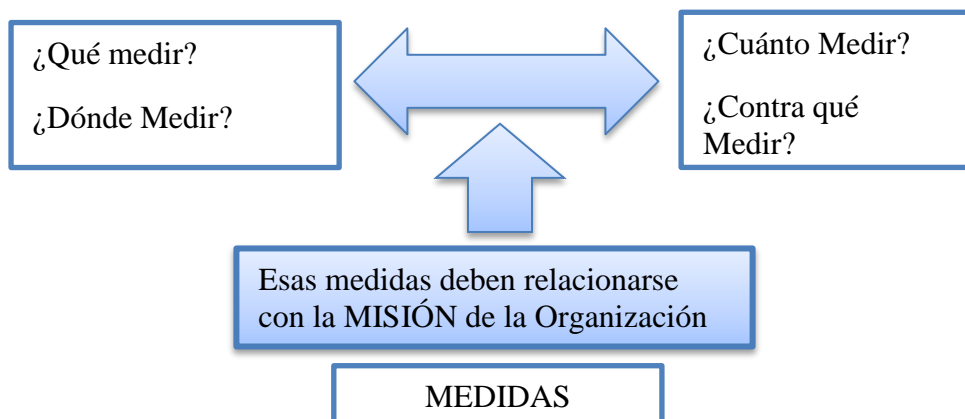 ¿Qué medir?
¿Dónde Medir?
¿Cuánto Medir?
¿Contra qué
Medir?
Esas medidas deben relacionarse
con la MISIÓN de la Organización
MEDIDAS